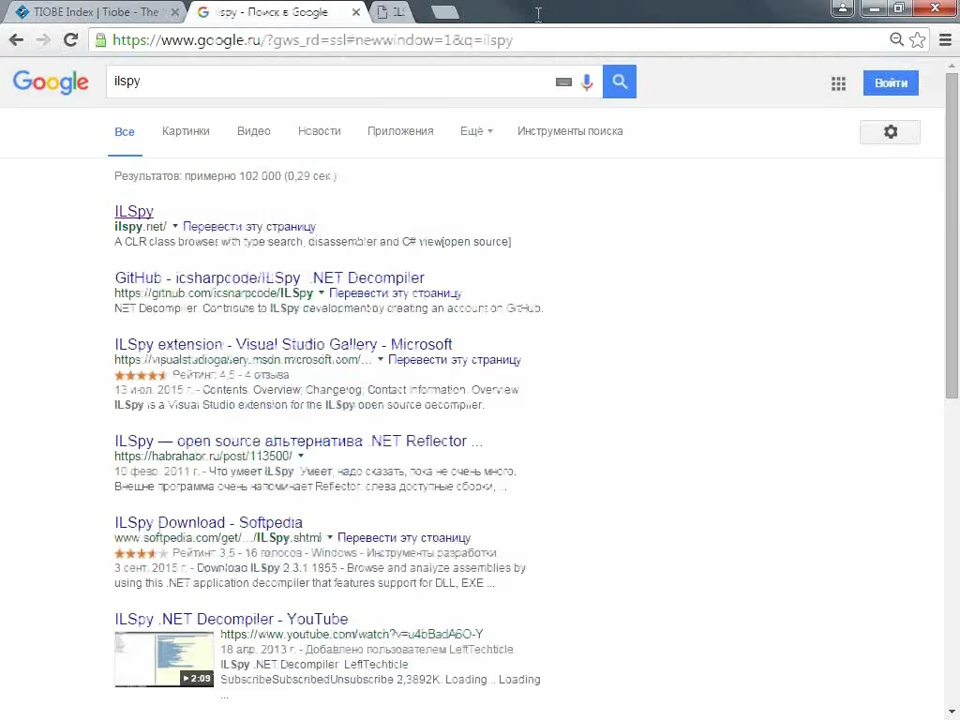 TIOBE Index | Tiobe - The
ilspy - Поиск в Google
ILS
https://www.google.ru/?gws_rd=ssl#newwindow=1&q=ilspy
Google
ilspy
Войти
Все Картинки Видео Новости Приложения Ещё Инструменты поиска
Результатов: примерно 102 000 (0,29 сек.)
ILSpy
ilspy.net/ Перевести эту страницу
A CLR class browser with type search, disassembler and C# view[open source]
GitHub - icsharpcode/ILSpy .NET Decompiler
https://github.com/icsharpcode/ILSpy Перевести эту страницу
NET Decompiler. Contribute to ILSpy development by creating an account on GitHub.
ILSpy extension - Visual Studio Gallery - Microsoft
https://visualstudiogallery.msdn.microsoft.com/... Перевести эту страницу
Рейтинг: 4,5 - 4 отзыва
13 июл. 2015 г. - Contents. Overview; Changelog; Contact Information. Overview
ILSpy is a Visual Studio extension for the ILSpy open source decompiler.
ILSpy — open source альтернатива .NET Reflector ...
https://habrahabr.ru/post/113500/
10 февр. 2011 г. - Что умеет ILSpy Умеет, надо сказать, пока не очень много.
Внешне программа очень напоминает Reflector: слева доступные сборки, ...
ILSpy Download - Softpedia
www.softpedia.com/get/.../ILSpy.shtml Перевести эту страницу
Рейтинг: 3,5 - 16 голосов - Windows - Инструменты разработки
3 сент. 2015 г. - Download ILSpy 2.3.1 1855 - Browse and analyze assemblies by
using this .NET application decompiler that features support for DLL, EXE ...
ILSpy .NET Decompiler - YouTube
https://www.youtube.com/watch?v=u4bBadA6O-Y
18 апр. 2013 г. - Добавлено пользователем LeftTechticle
ILSpy .NET Decompiler LeftTechticle
SubscribeSubscribedUnsubscribe 2,3892K. Loading .. Loading
...
2:09